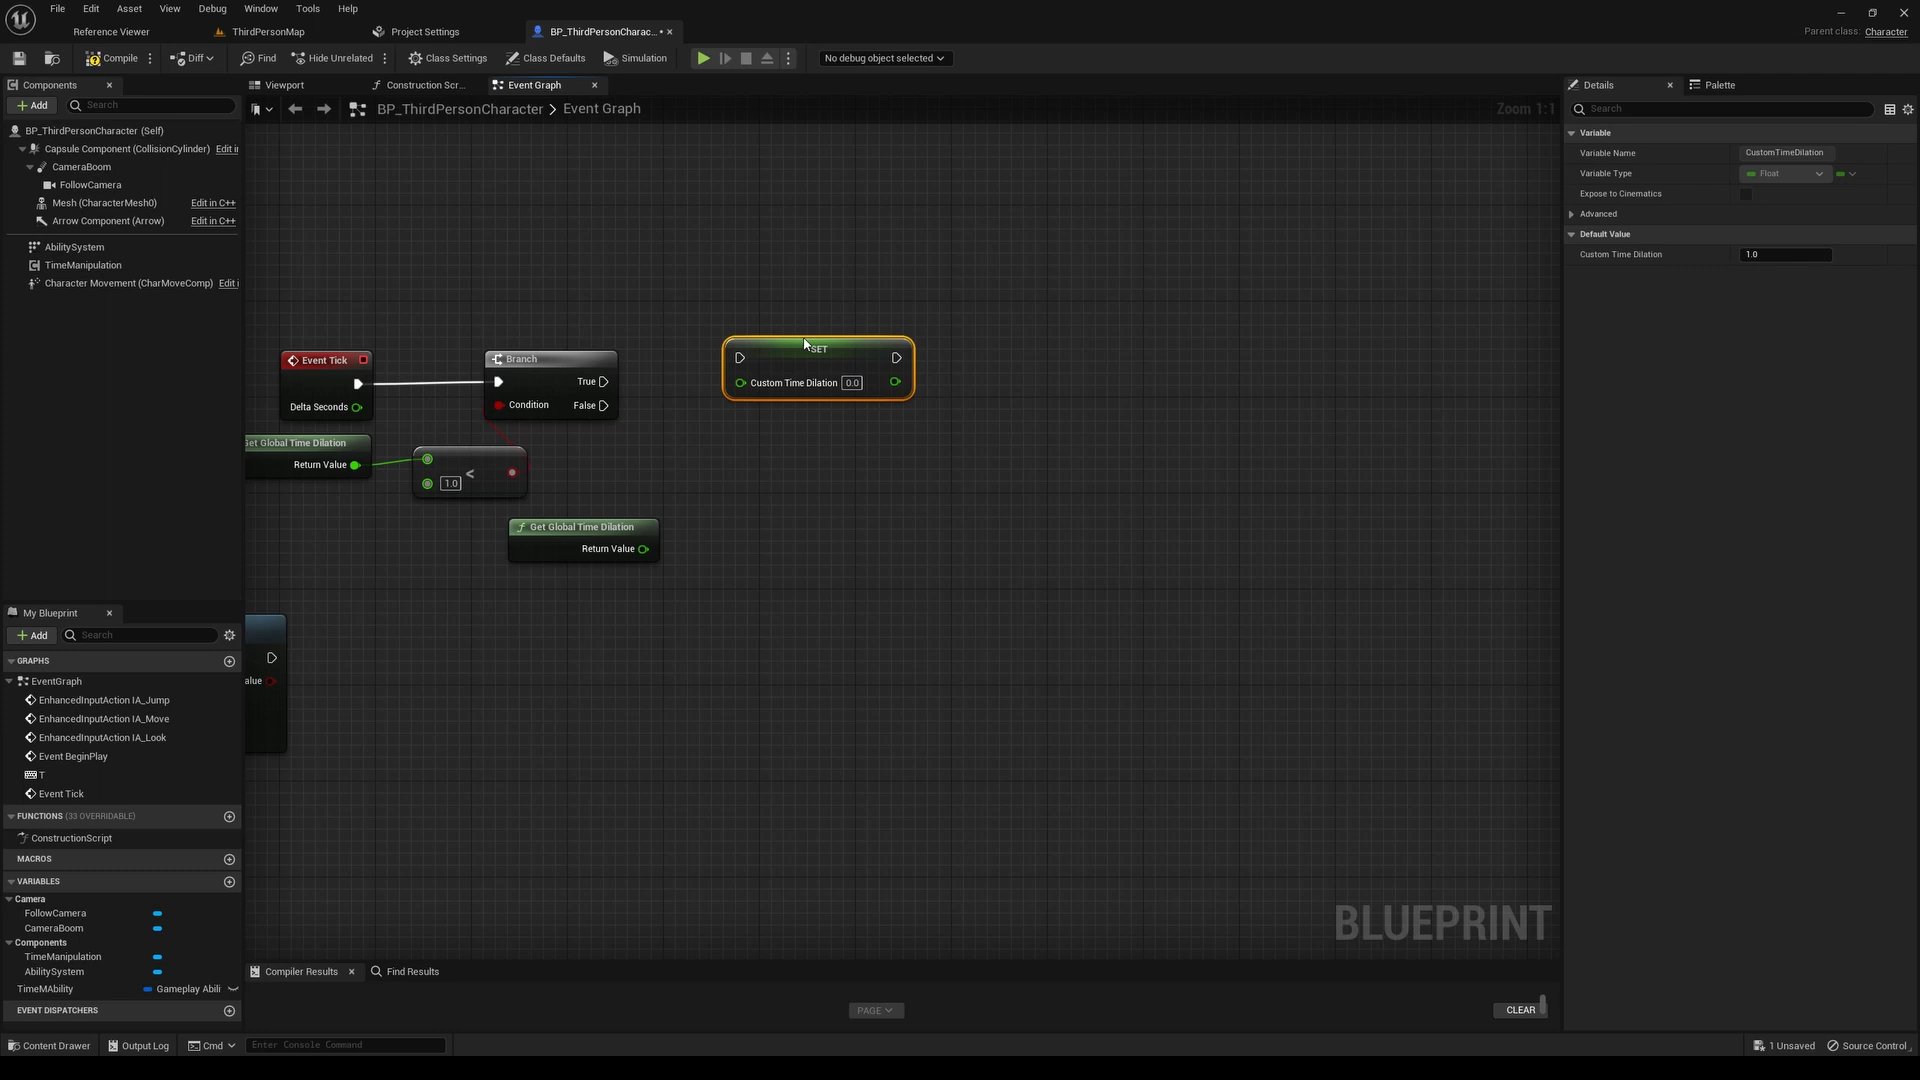 File Edit Asset View Debug Window Tools Help
Reference Viewer ThirdPersonMap Project Settings BP_ThirdPersonCharac... • ×
Parent class: Character
Compile Diff Find Hide Unrelated Class Settings Class Defaults Simulation No debug object selected
Components
Add Search
BP_ThirdPersonCharacter (Self)
Capsule Component (CollisionCylinder) Edit in
CameraBoom
FollowCamera
Mesh (CharacterMesh0) Edit in C++
Arrow Component (Arrow) Edit in C++
AbilitySystem
TimeManipulation
Character Movement (CharMoveComp) Edit i
Viewport Construction Scr... Event Graph
BP_ThirdPersonCharacter > Event Graph
Zoom 1:1
Event Tick
Delta Seconds
Branch
True
Condition
False
SET
Custom Time Dilation 0.0
Get Global Time Dilation
Return Value
<
1.0
Get Global Time Dilation
Return Value
alue
BLUEPRINT
My Blueprint
Add Search
GRAPHS
EventGraph
EnhancedInputAction IA_Jump
EnhancedInputAction IA_Move
EnhancedInputAction IA_Look
Event BeginPlay
T
Event Tick
FUNCTIONS (33 OVERRIDABLE)
ConstructionScript
MACROS
VARIABLES
Camera
FollowCamera
CameraBoom
Components
TimeManipulation
AbilitySystem
TimeMAbility Gameplay Abili
EVENT DISPATCHERS
Compiler Results Find Results
PAGE
CLEAR
Details Palette
Search
Variable
Variable Name CustomTimeDilation
Variable Type Float
Expose to Cinematics
Advanced
Default Value
Custom Time Dilation 1.0
Content Drawer Output Log Cmd Enter Console Command
1 Unsaved Source Control